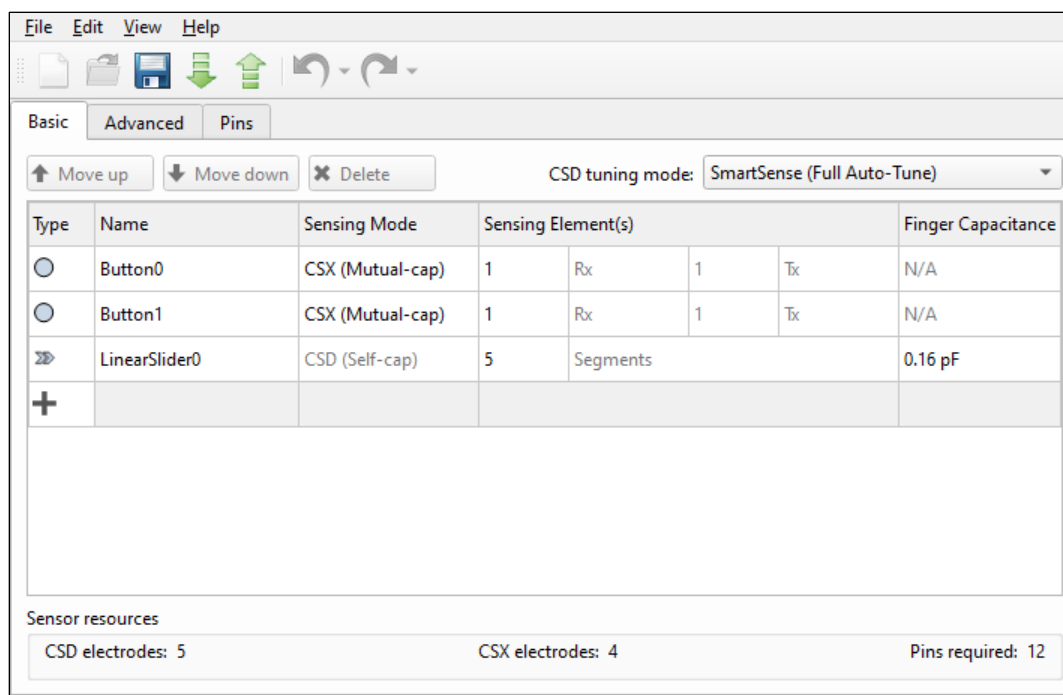 File Edit View Help
Basic Advanced Pins
Move up Move down Delete CSD tuning mode: SmartSense (Full Auto-Tune)
Type Name Sensing Mode Sensing Element(s) Finger Capacitance
Button0 CSX (Mutual-cap) 1 Rx 1 Tx N/A
Button1 CSX (Mutual-cap) 1 Rx 1 Tx N/A
LinearSlider0 CSD (Self-cap) 5 Segments 0.16 pF
Sensor resources
CSD electrodes: 5 CSX electrodes: 4 Pins required: 12